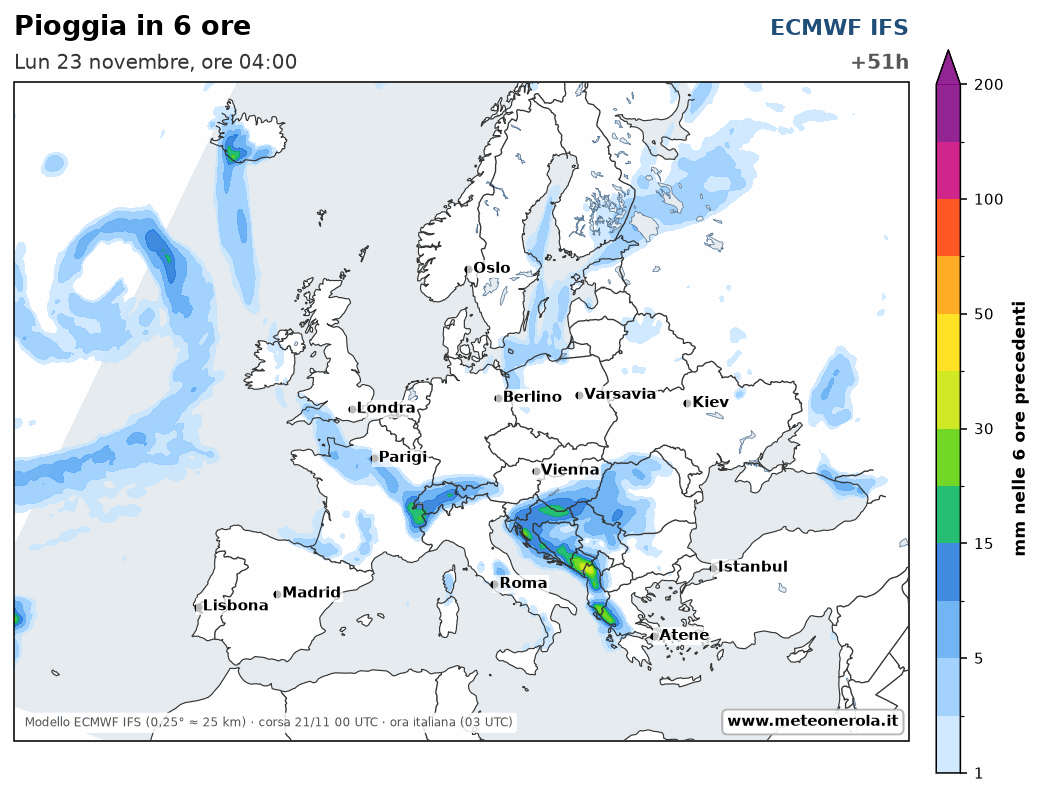 Pioggia in 6 ore
ECMWF IFS
Lun 23 novembre, ore 04:00
+51h
200
100
50
30
15
5
1
mm nelle 6 ore precedenti
Oslo
Berlino
Varsavia
Kiev
Londra
Parigi
Vienna
Istanbul
Roma
Madrid
Lisbona
Atene
Modello ECMWF IFS (0,25° ≈ 25 km) · corsa 21/11 00 UTC · ora italiana (03 UTC)
www.meteonerola.it